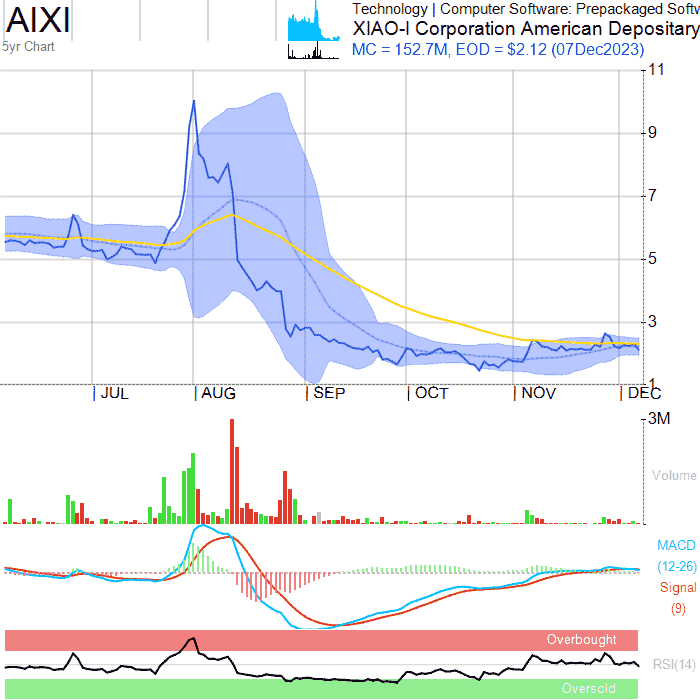 AIXI
5yr Chart
Technology | Computer Software: Prepackaged Softw
XIAO-I Corporation American Depositary
MC = 152.7M, EOD = $2.12 (07Dec2023)
11
9
7
5
3
1
JUL AUG SEP OCT NOV DEC
3M
Volume
MACD
(12-26)
Signal
(9)
Overbought
RSI(14)
Oversold